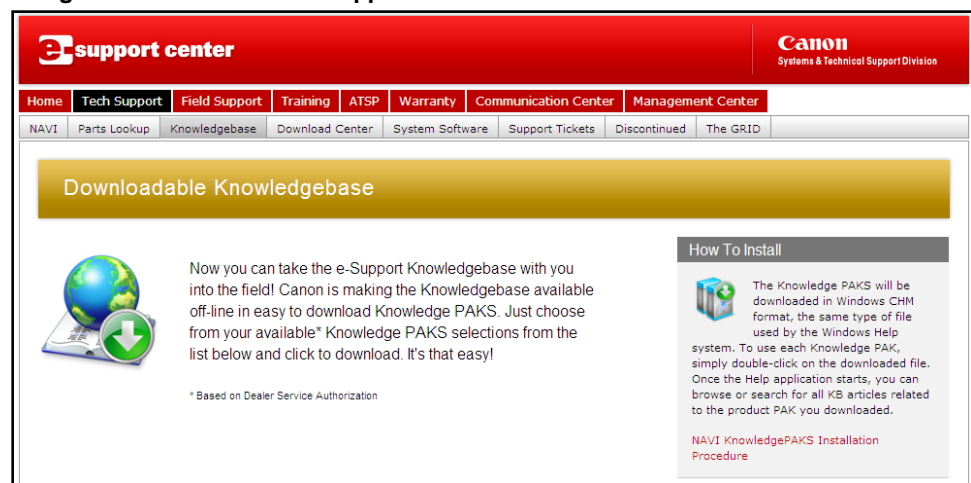 e-support center
Canon
Systems & Technical Support Division
Home Tech Support Field Support Training ATSP Warranty Communication Center Management Center
NAVI Parts Lookup Knowledgebase Download Center System Software Support Tickets Discontinued The GRID
Downloadable Knowledgebase
Now you can take the e-Support Knowledgebase with you
into the field! Canon is making the Knowledgebase available
off-line in easy to download Knowledge PAKS. Just choose
from your available* Knowledge PAKS selections from the
list below and click to download. It's that easy!
* Based on Dealer Service Authorization
How To Install
The Knowledge PAKS will be
downloaded in Windows CHM
format, the same type of file
used by the Windows Help
system. To use each Knowledge PAK,
simply double-click on the downloaded file.
Once the Help application starts, you can
browse or search for all KB articles related
to the product PAK you downloaded.
NAVI KnowledgePAKS Installation
Procedure